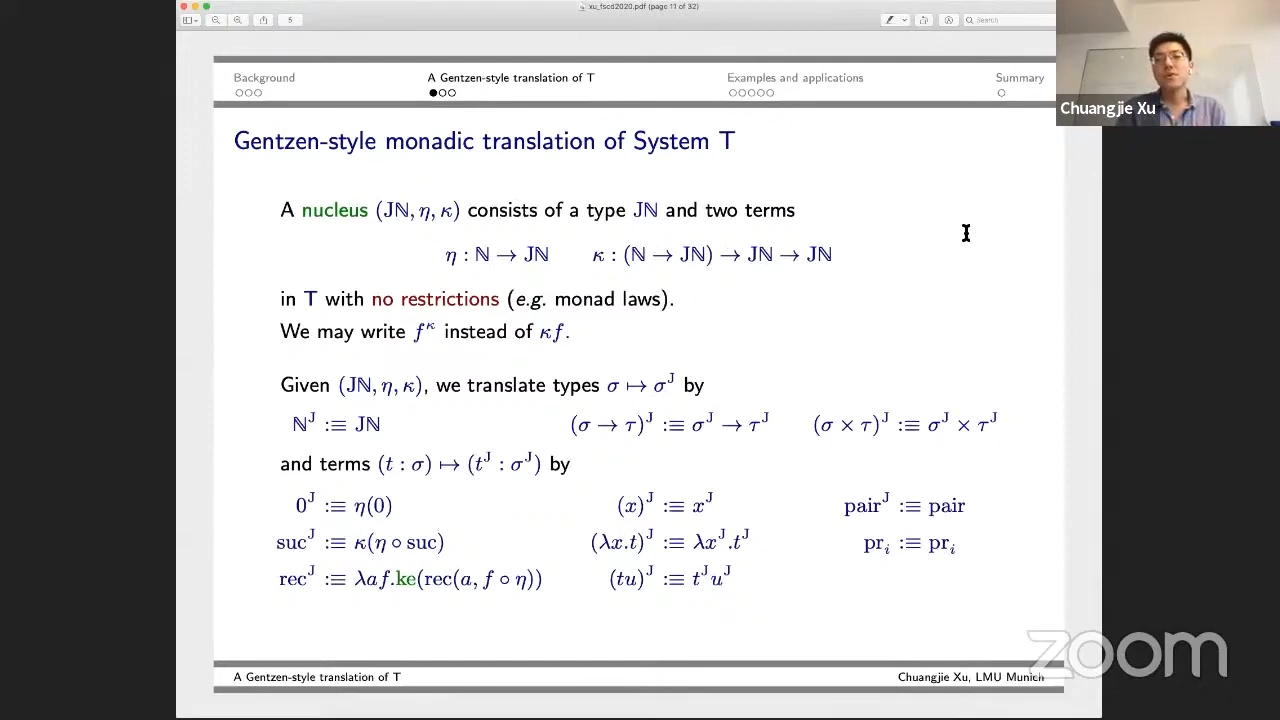 xu_fscd2020.pdf (page 11 of 32)
5
Search
Chuangjie Xu
Background
A Gentzen-style translation of T
Examples and applications
Summary
Gentzen-style monadic translation of System T
A nucleus (Jℕ, η, κ) consists of a type Jℕ and two terms
η : ℕ → Jℕ κ : (ℕ → Jℕ) → Jℕ → Jℕ
in T with no restrictions (e.g. monad laws).
We may write f^κ instead of κf.
Given (Jℕ, η, κ), we translate types σ ↦ σ^J by
ℕ^J :≡ Jℕ (σ → τ)^J :≡ σ^J → τ^J (σ × τ)^J :≡ σ^J × τ^J
and terms (t : σ) ↦ (t^J : σ^J) by
0^J :≡ η(0) (x)^J :≡ x^J pair^J :≡ pair
suc^J :≡ κ(η ∘ suc) (λx.t)^J :≡ λx^J.t^J pr_i :≡ pr_i
rec^J :≡ λaf.ke(rec(a, f ∘ η)) (tu)^J :≡ t^J u^J
A Gentzen-style translation of T
Chuangjie Xu, LMU Munich
zoom